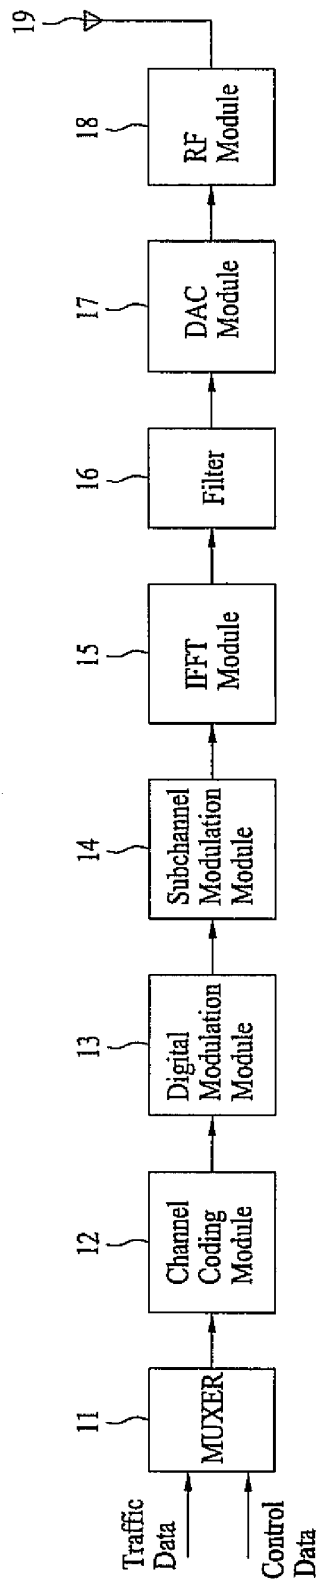 Traffic
Data
Control
Data
11
MUXER
12
Channel
Coding
Module
13
Digital
Modulation
Module
14
Subchannel
Modulation
Module
15
IFFT
Module
16
Filter
17
DAC
Module
18
RF
Module
19